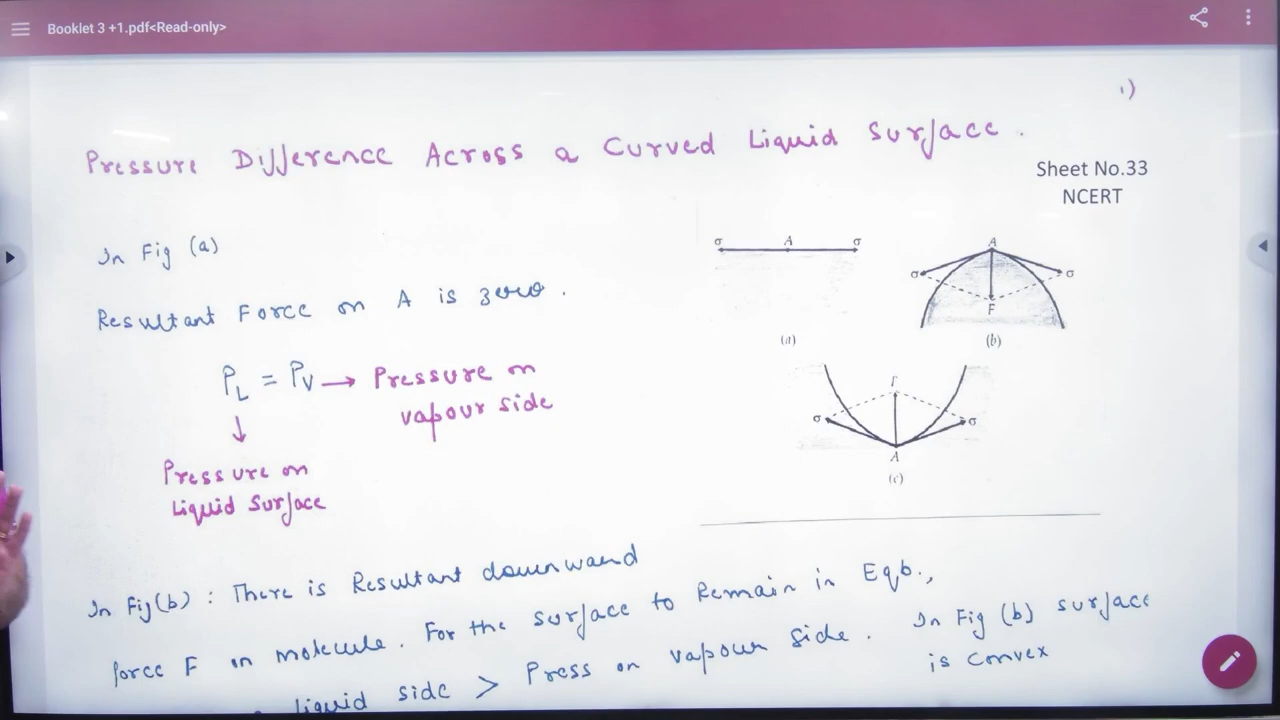 Booklet 3 +1.pdf<Read-only>
1)
Pressure Difference Across a Curved Liquid Surface.
Sheet No.33
NCERT
In Fig (a)
Resultant Force on A is zero.
PL = PV → Pressure on
vapour side
↓
Pressure on
Liquid Surface
σ A σ
(a)
A
σ σ
F
(b)
F
σ σ
A
(c)
In Fig(b) : There is Resultant downward
force F on molecule. For the surface to Remain in Eqb.,
liquid side > Press on vapour side.
In Fig (b) surface
is convex